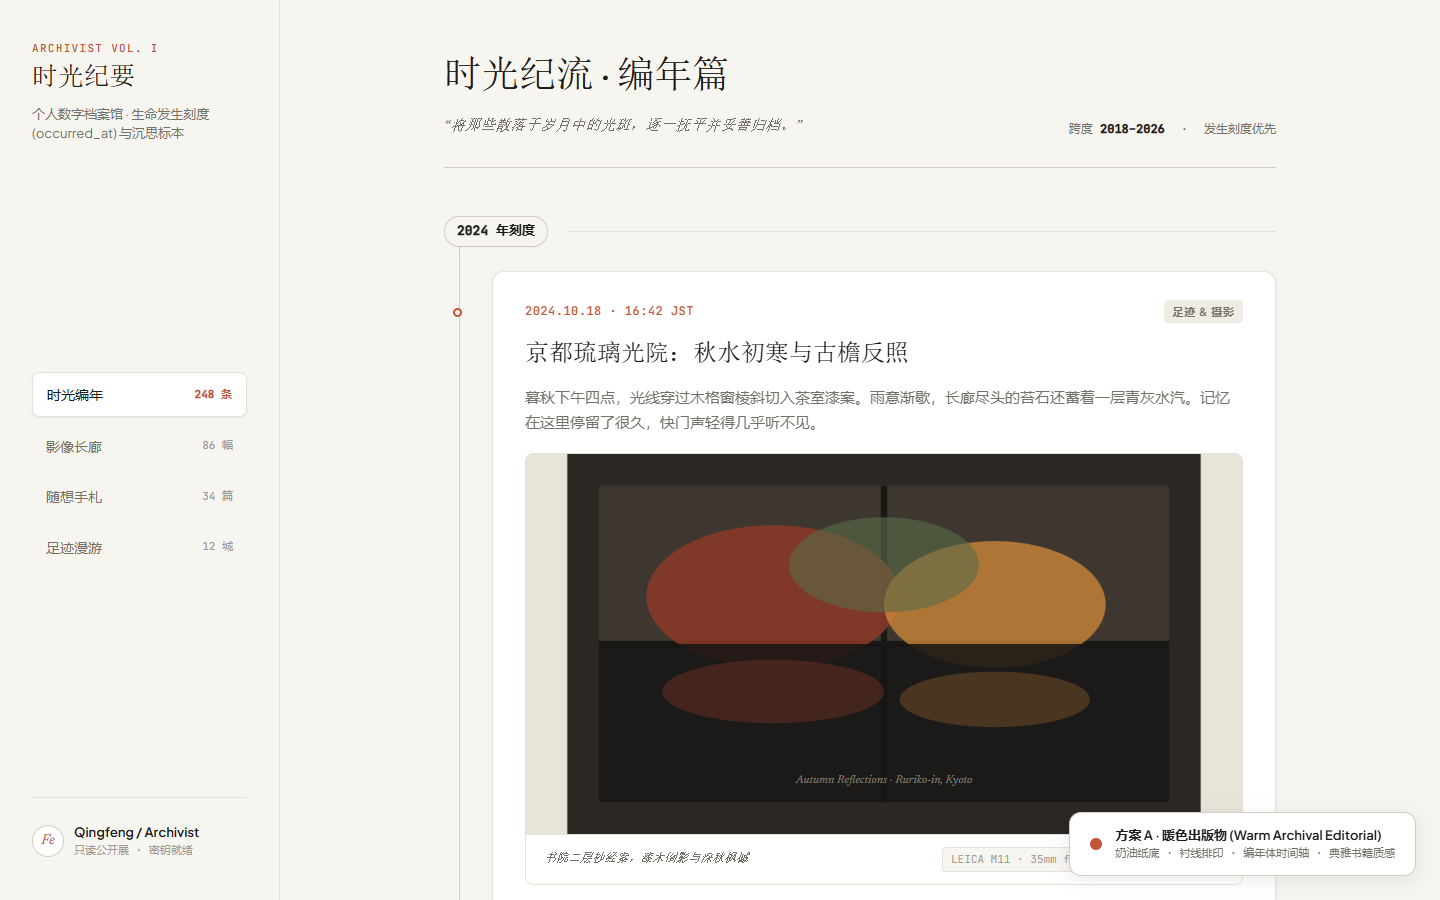 ARCHIVIST VOL. I
时光纪要
个人数字档案馆 · 生命发生刻度
(occurred_at) 与沉思标本
时光编年 248 条
影像长廊 86 幅
随想手札 34 篇
足迹漫游 12 城
Fe
Qingfeng / Archivist
只读公开展 · 密钥就绪
时光纪流 · 编年篇
“将那些散落于岁月中的光斑，逐一抚平并妥善归档。”
跨度 2018–2026 · 发生刻度优先
2024 年刻度
2024.10.18 · 16:42 JST
足迹 & 摄影
京都琉璃光院：秋水初寒与古檐反照
暮秋下午四点，光线穿过木格窗棱斜切入茶室漆案。雨意渐歇，长廊尽头的苔石还蓄着一层青灰水汽。记忆
在这里停留了很久，快门声轻得几乎听不见。
Autumn Reflections · Ruriko-in, Kyoto
书院二层抄经案，漆木倒影与深秋枫槭
LEICA M11 · 35mm f
方案 A · 暖色出版物 (Warm Archival Editorial)
奶油纸底 · 衬线排印 · 编年体时间轴 · 典雅书籍质感